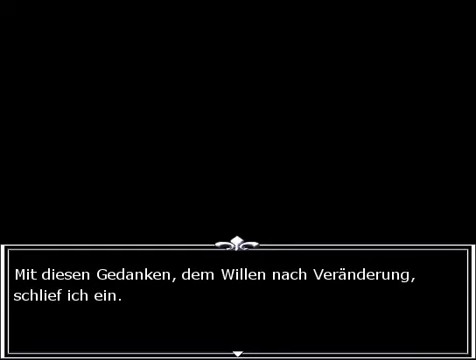 Mit diesen Gedanken, dem Willen nach Veränderung,
schlief ich ein.